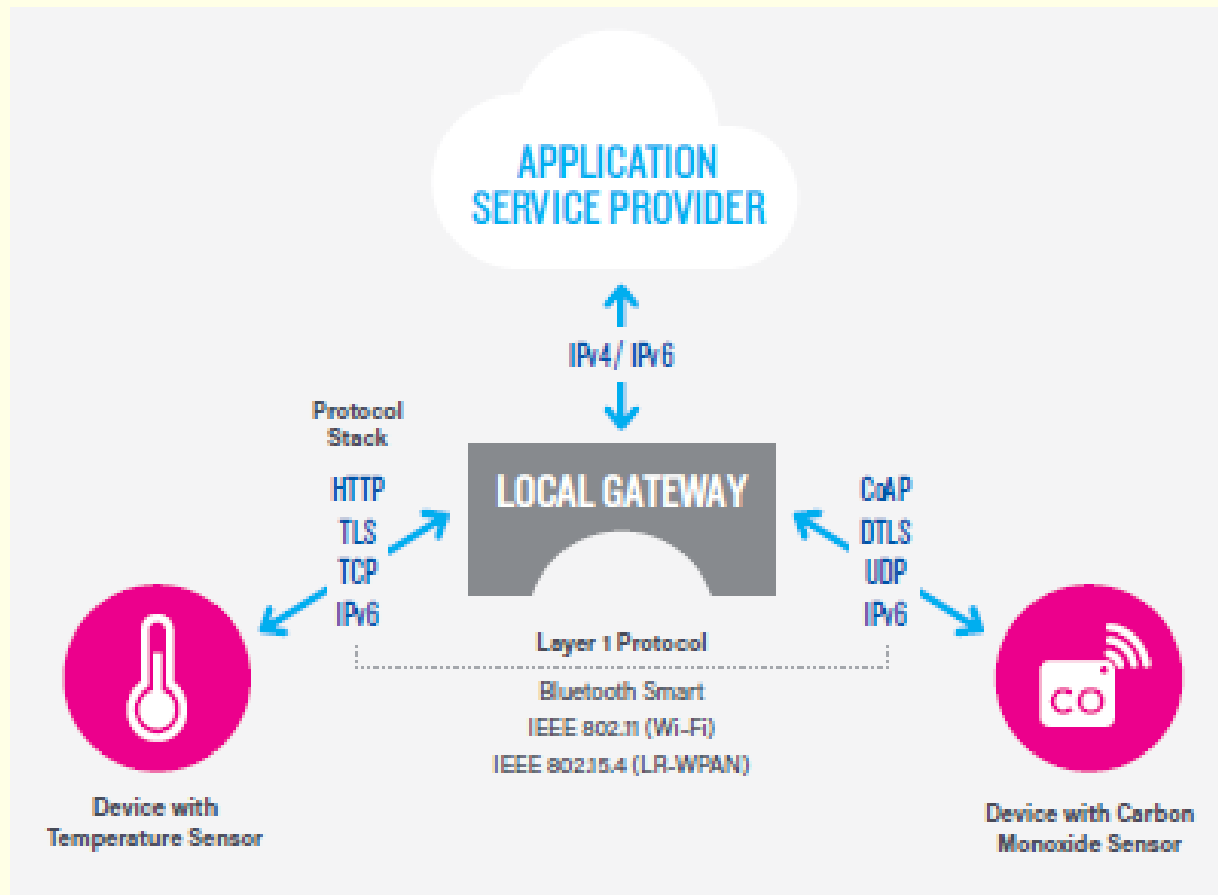 APPLICATION
SERVICE PROVIDER
IPv4/ IPv6
Protocol
Stack
HTTP
TLS
TCP
IPv6
LOCAL GATEWAY
CoAP
DTLS
UDP
IPv6
Layer 1 Protocol
Bluetooth Smart
IEEE 802.11 (Wi-Fi)
IEEE 802.15.4 (LR-WPAN)
CO
Device with
Temperature Sensor
Device with Carbon
Monoxide Sensor